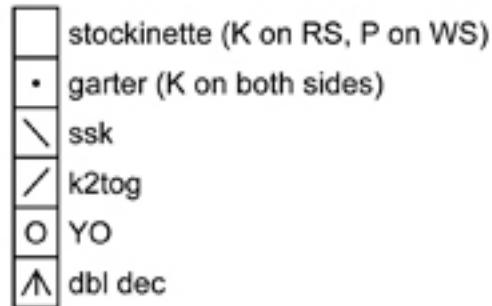 stockinette (K on RS, P on WS)
garter (K on both sides)
ssk
k2tog
YO
dbl dec